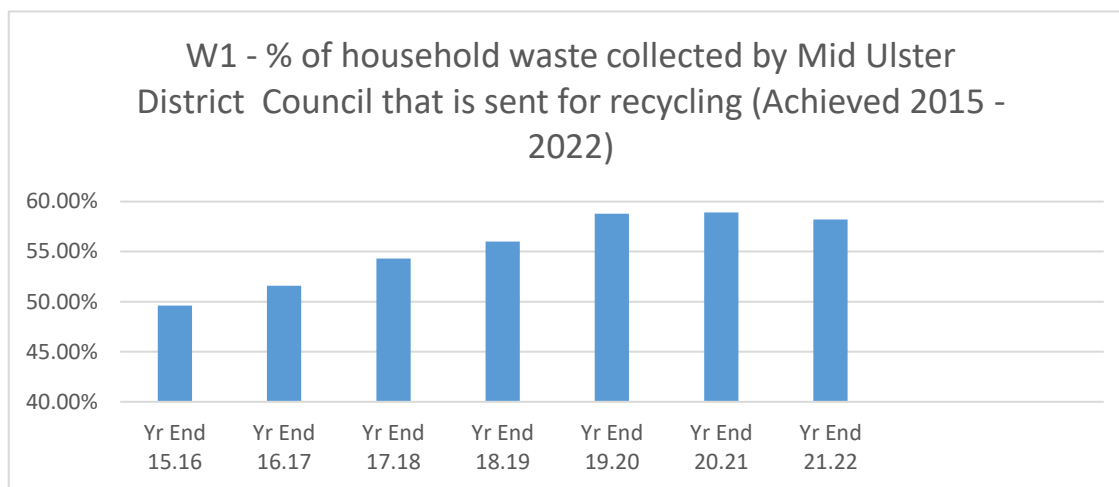 W1 - % of household waste collected by Mid Ulster
District  Council that is sent for recycling (Achieved 2015 -
2022)
60.00%
55.00%
50.00%
45.00%
40.00%
Yr End Yr End Yr End Yr End Yr End Yr End Yr End
15.16 16.17 17.18 18.19 19.20 20.21 21.22